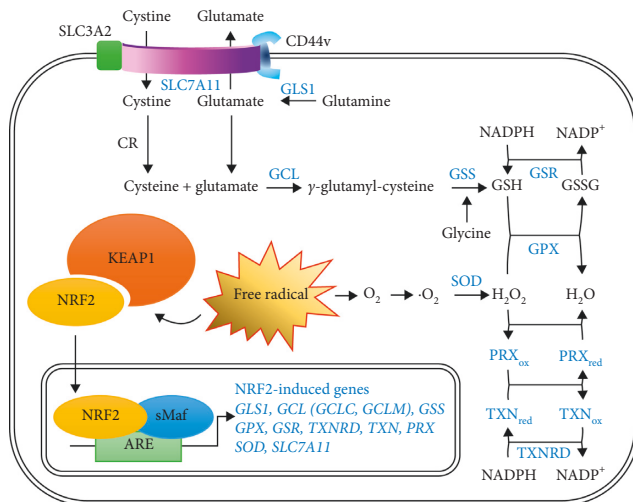 Cystine
Glutamate
SLC3A2
CD44v
SLC7A11
GLS1
Cystine
Glutamate
Glutamine
CR
NADPH
NADP+
GCL
GSS
GSR
Cysteine + glutamate
γ-glutamyl-cysteine
GSH
GSSG
Glycine
KEAP1
GPX
NRF2
Free radical
O2
·O2
SOD
H2O2
H2O
PRXox
PRXred
NRF2-induced genes
GLS1, GCL (GCLC, GCLM), GSS
GPX, GSR, TXNRD, TXN, PRX
SOD, SLC7A11
NRF2
sMaf
ARE
TXNred
TXNox
TXNRD
NADPH
NADP+